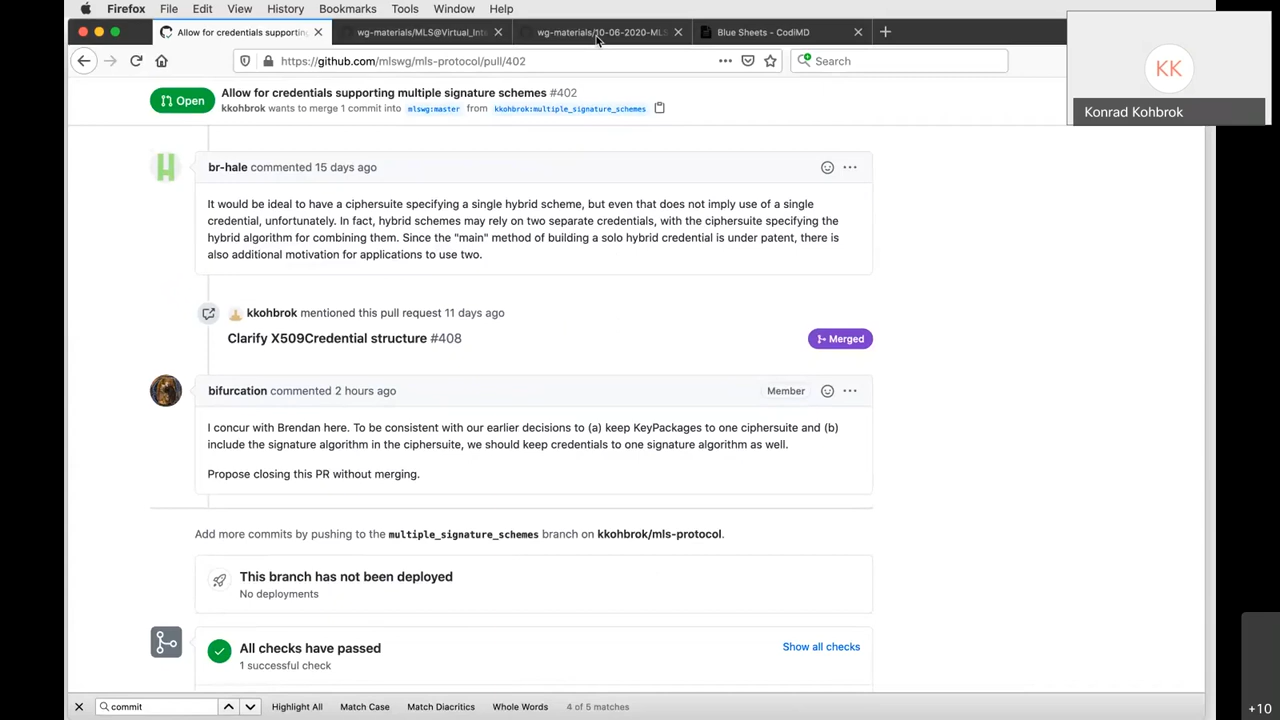 Firefox File Edit View History Bookmarks Tools Window Help
Allow for credentials supporting
wg-materials/MLS@Virtual_Inte
wg-materials/10-06-2020-MLS
Blue Sheets - CodiMD
https://github.com/mlswg/mls-protocol/pull/402
Search
KK
Konrad Kohbrok
Open
Allow for credentials supporting multiple signature schemes #402
kkohbrok wants to merge 1 commit into mlswg:master from kkohbrok:multiple_signature_schemes
br-hale commented 15 days ago
It would be ideal to have a ciphersuite specifying a single hybrid scheme, but even that does not imply use of a single
credential, unfortunately. In fact, hybrid schemes may rely on two separate credentials, with the ciphersuite specifying the
hybrid algorithm for combining them. Since the "main" method of building a solo hybrid credential is under patent, there is
also additional motivation for applications to use two.
kkohbrok mentioned this pull request 11 days ago
Clarify X509Credential structure #408
Merged
bifurcation commented 2 hours ago
Member
I concur with Brendan here. To be consistent with our earlier decisions to (a) keep KeyPackages to one ciphersuite and (b)
include the signature algorithm in the ciphersuite, we should keep credentials to one signature algorithm as well.
Propose closing this PR without merging.
Add more commits by pushing to the multiple_signature_schemes branch on kkohbrok/mls-protocol.
This branch has not been deployed
No deployments
All checks have passed
Show all checks
1 successful check
commit
Highlight All
Match Case
Match Diacritics
Whole Words
4 of 5 matches
+10